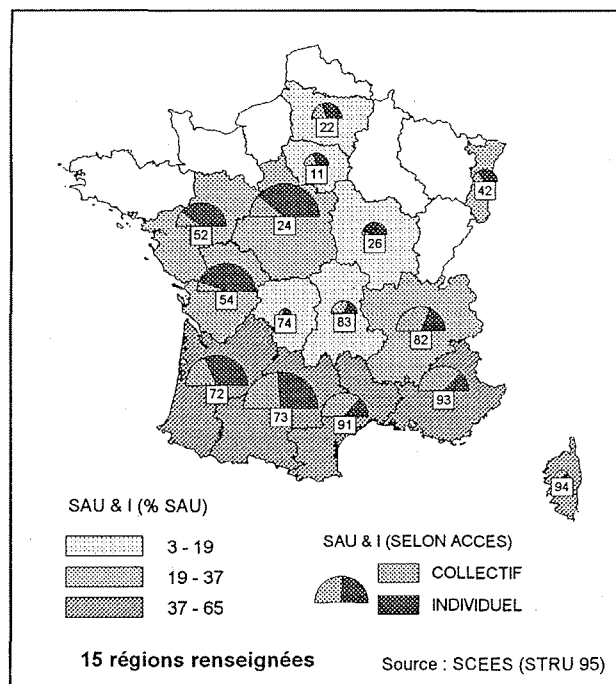 22
11
42
24
52
26
54
74
83
82
72
73
91
93
94
SAU & I (% SAU)
3 - 19
19 - 37
37 - 65
SAU & I (SELON ACCES)
COLLECTIF
INDIVIDUEL
15 régions renseignées
Source : SCEES (STRU 95)